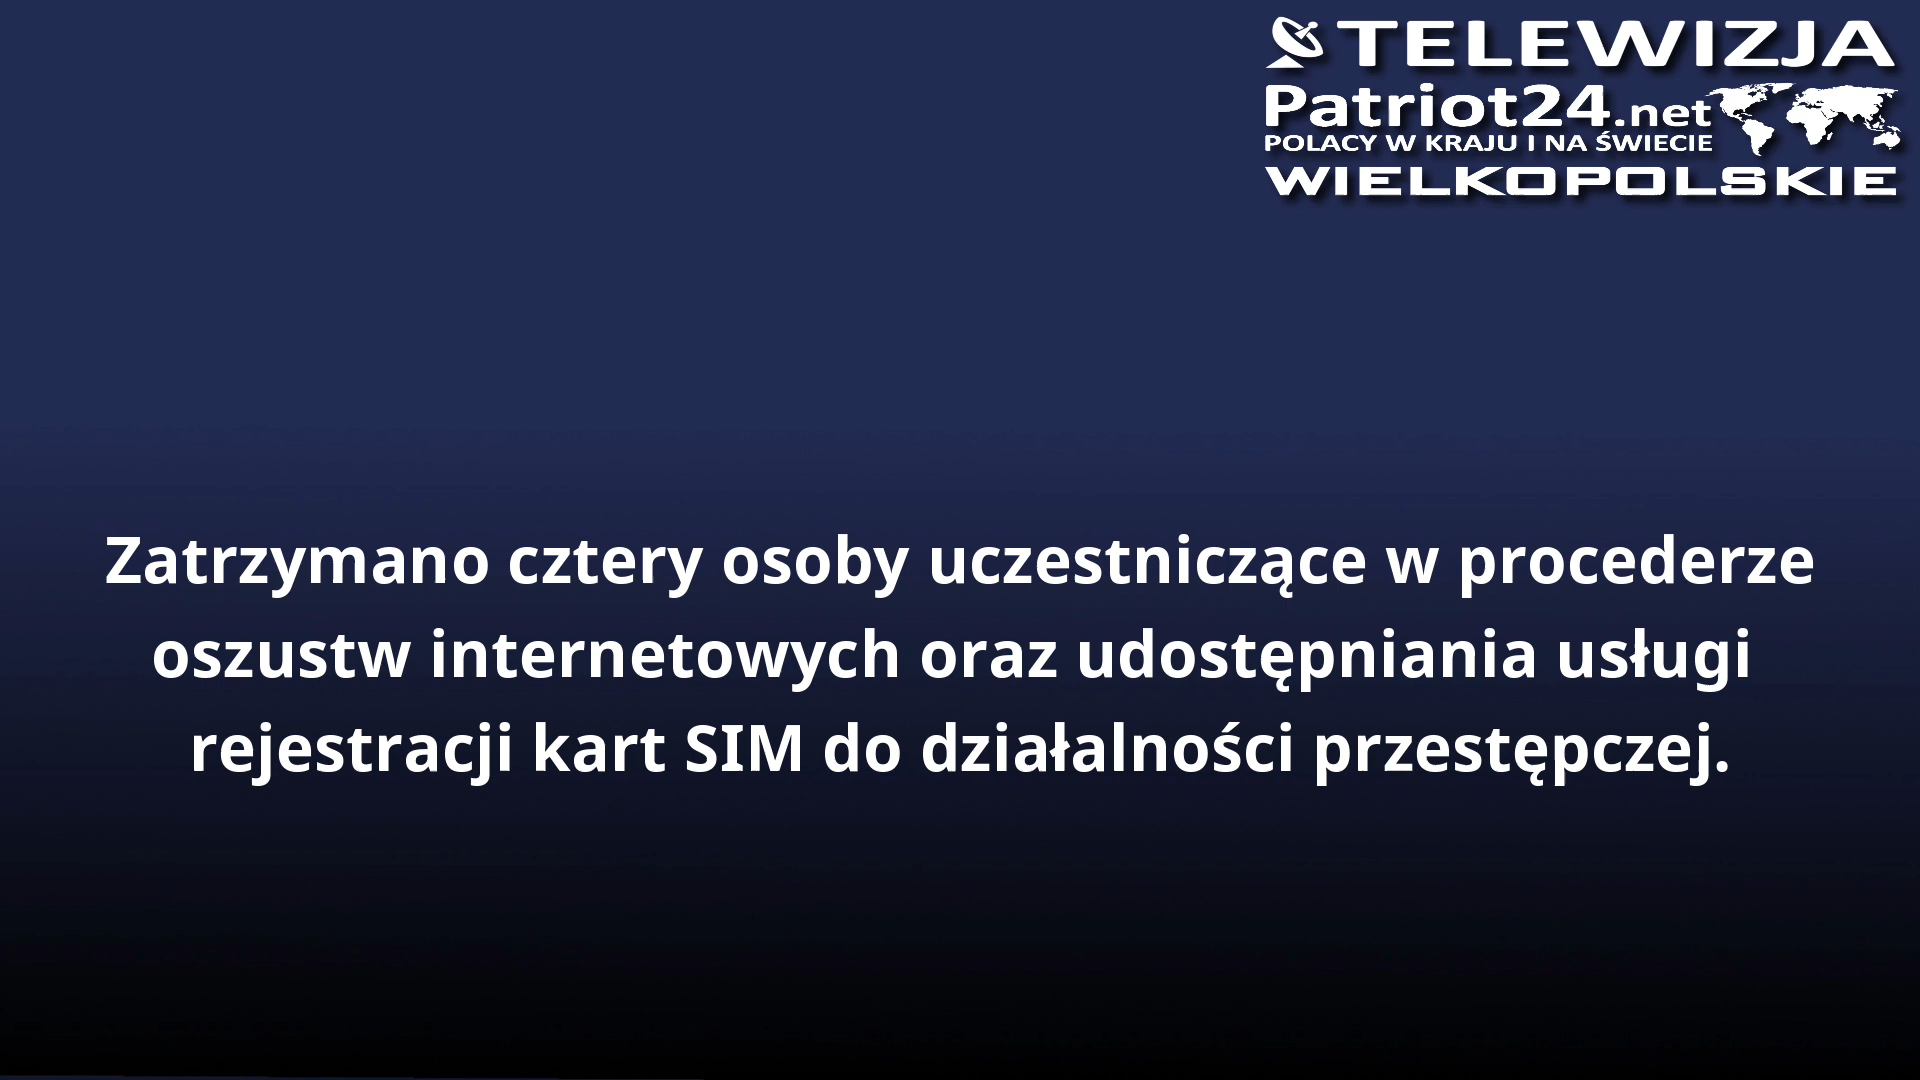 TELEWIZJA
Patriot24.net
POLACY W KRAJU I NA ŚWIECIE
WIELKOPOLSKIE
Zatrzymano cztery osoby uczestniczące w procederze
oszustw internetowych oraz udostępniania usługi
rejestracji kart SIM do działalności przestępczej.